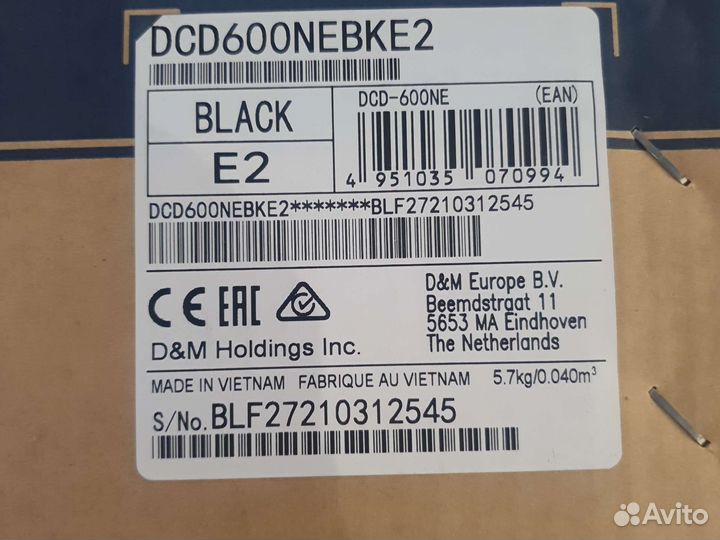 DCD600NEBKE2
BLACK
E2
DCD-600NE (EAN)
4 951035 070994
DCD600NEBKE2*******BLF27210312545
CE EAC
D&M Holdings Inc.
D&M Europe B.V.
Beemdstraat 11
5653 MA Eindhoven
The Netherlands
MADE IN VIETNAM FABRIQUE AU VIETNAM 5.7kg/0.040m³
S/No. BLF27210312545
Avito